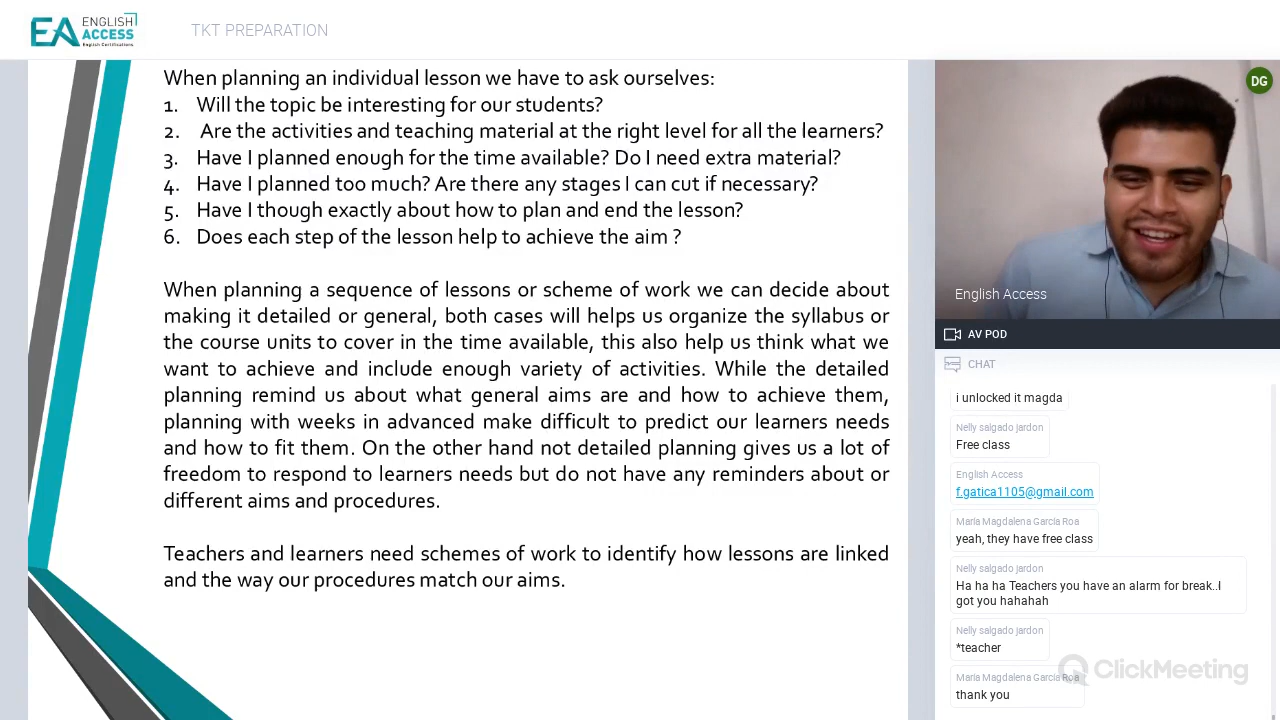 EA ENGLISH ACCESS
English Certifications
TKT PREPARATION
When planning an individual lesson we have to ask ourselves:
1. Will the topic be interesting for our students?
2. Are the activities and teaching material at the right level for all the learners?
3. Have I planned enough for the time available? Do I need extra material?
4. Have I planned too much? Are there any stages I can cut if necessary?
5. Have I though exactly about how to plan and end the lesson?
6. Does each step of the lesson help to achieve the aim ?
When planning a sequence of lessons or scheme of work we can decide about
making it detailed or general, both cases will helps us organize the syllabus or
the course units to cover in the time available, this also help us think what we
want to achieve and include enough variety of activities. While the detailed
planning remind us about what general aims are and how to achieve them,
planning with weeks in advanced make difficult to predict our learners needs
and how to fit them. On the other hand not detailed planning gives us a lot of
freedom to respond to learners needs but do not have any reminders about or
different aims and procedures.
Teachers and learners need schemes of work to identify how lessons are linked
and the way our procedures match our aims.
DG
English Access
AV POD
CHAT
i unlocked it magda
Nelly salgado jardon
Free class
English Access
f.gatica1105@gmail.com
María Magdalena García Roa
yeah, they have free class
Nelly salgado jardon
Ha ha ha Teachers you have an alarm for break..I
got you hahahah
Nelly salgado jardon
*teacher
María Magdalena García Roa
thank you
ClickMeeting